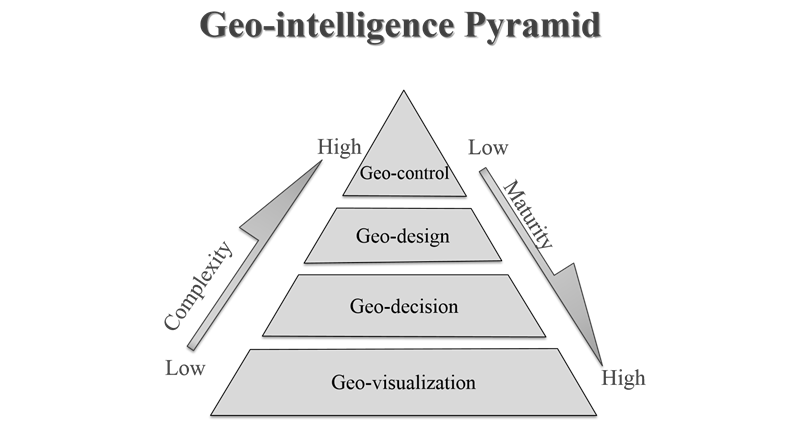 Geo-intelligence Pyramid
High
Low
Geo-control
Maturity
Geo-design
Complexity
Geo-decision
Low
High
Geo-visualization